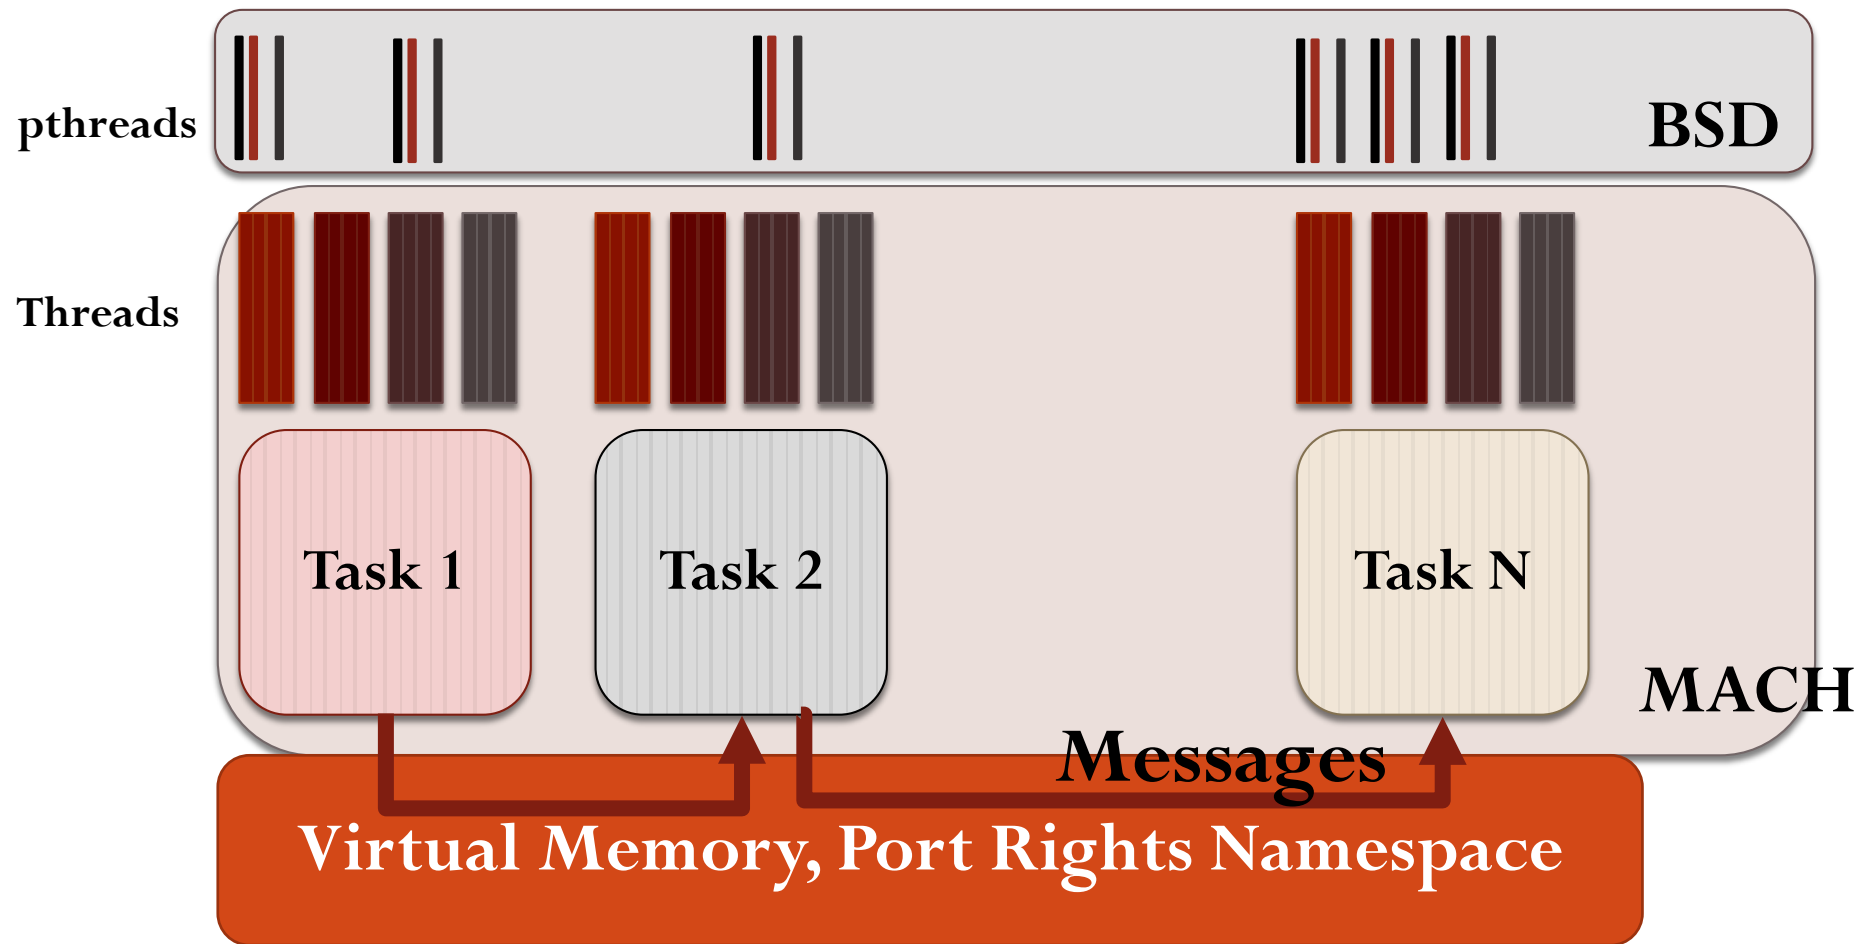 pthreads
BSD
Threads
Task 1
Task 2
Task N
MACH
Messages
Virtual Memory, Port Rights Namespace